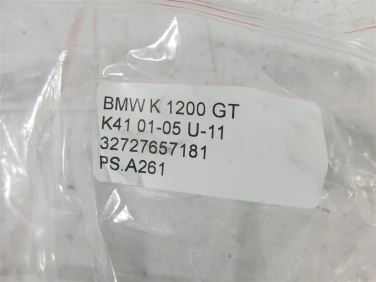 BMW K 1200 GT
K41 01-05 U-11
32727657181
PS.A261